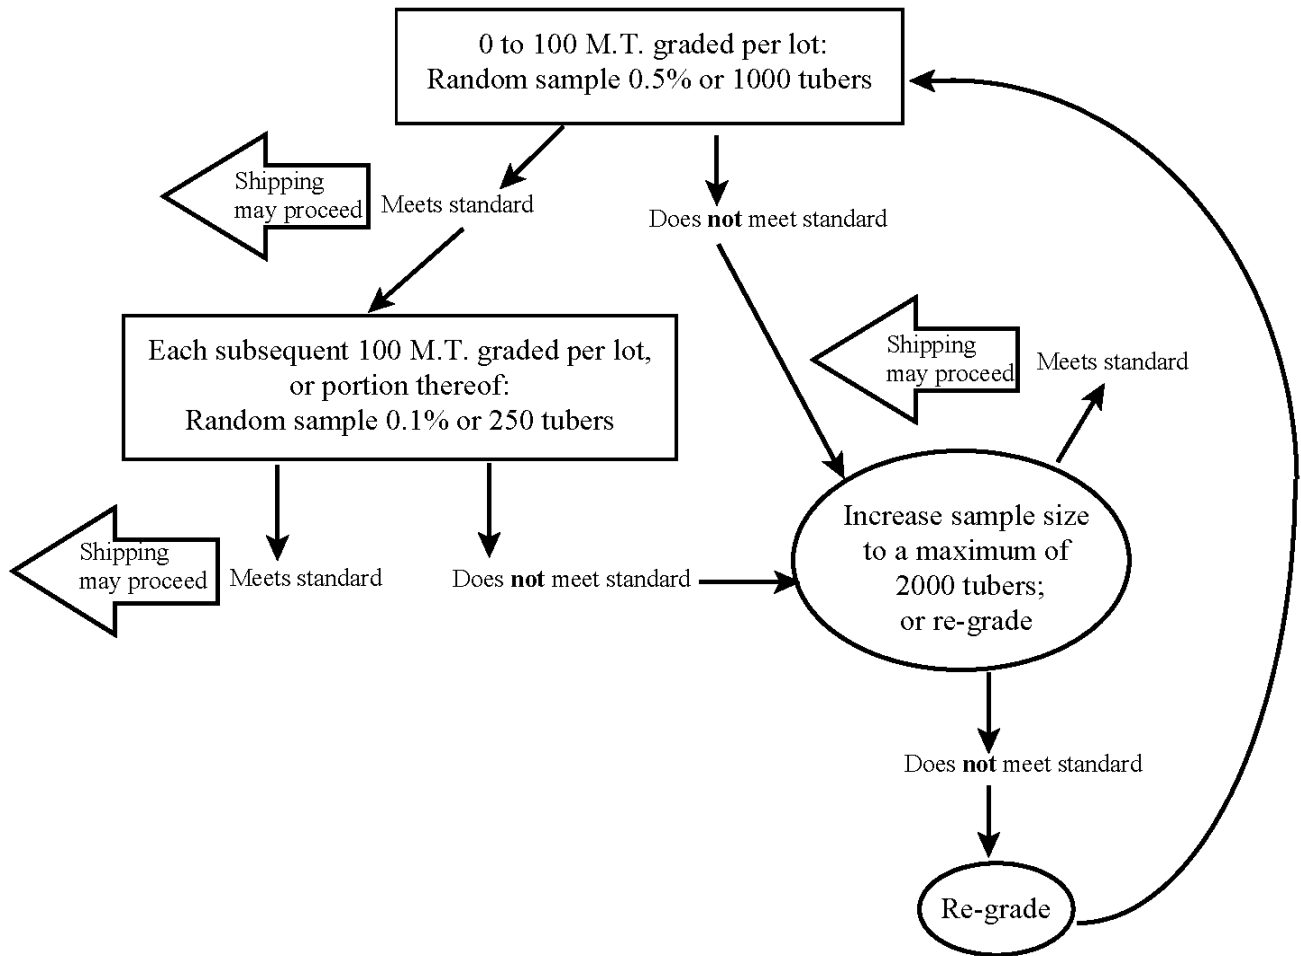 0 to 100 M.T. graded per lot:
Random sample 0.5% or 1000 tubers
Shipping
may proceed
Meets standard
Does not meet standard
Each subsequent 100 M.T. graded per lot,
or portion thereof:
Random sample 0.1% or 250 tubers
Shipping
may proceed
Meets standard
Increase sample size
to a maximum of
2000 tubers;
or re-grade
Shipping
may proceed
Meets standard
Does not meet standard
Does not meet standard
Re-grade